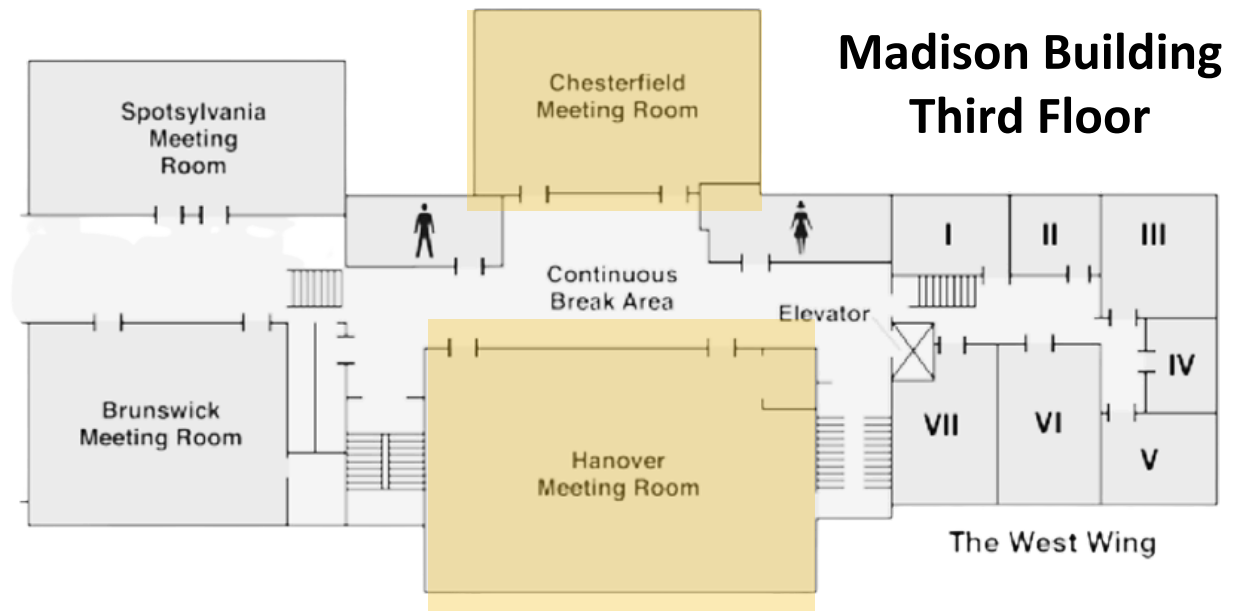 Madison Building
Third Floor
Chesterfield
Meeting Room
Spotsylvania
Meeting
Room
I
II
III
Continuous
Break Area
Elevator
IV
Brunswick
Meeting Room
VII
VI
V
Hanover
Meeting Room
The West Wing